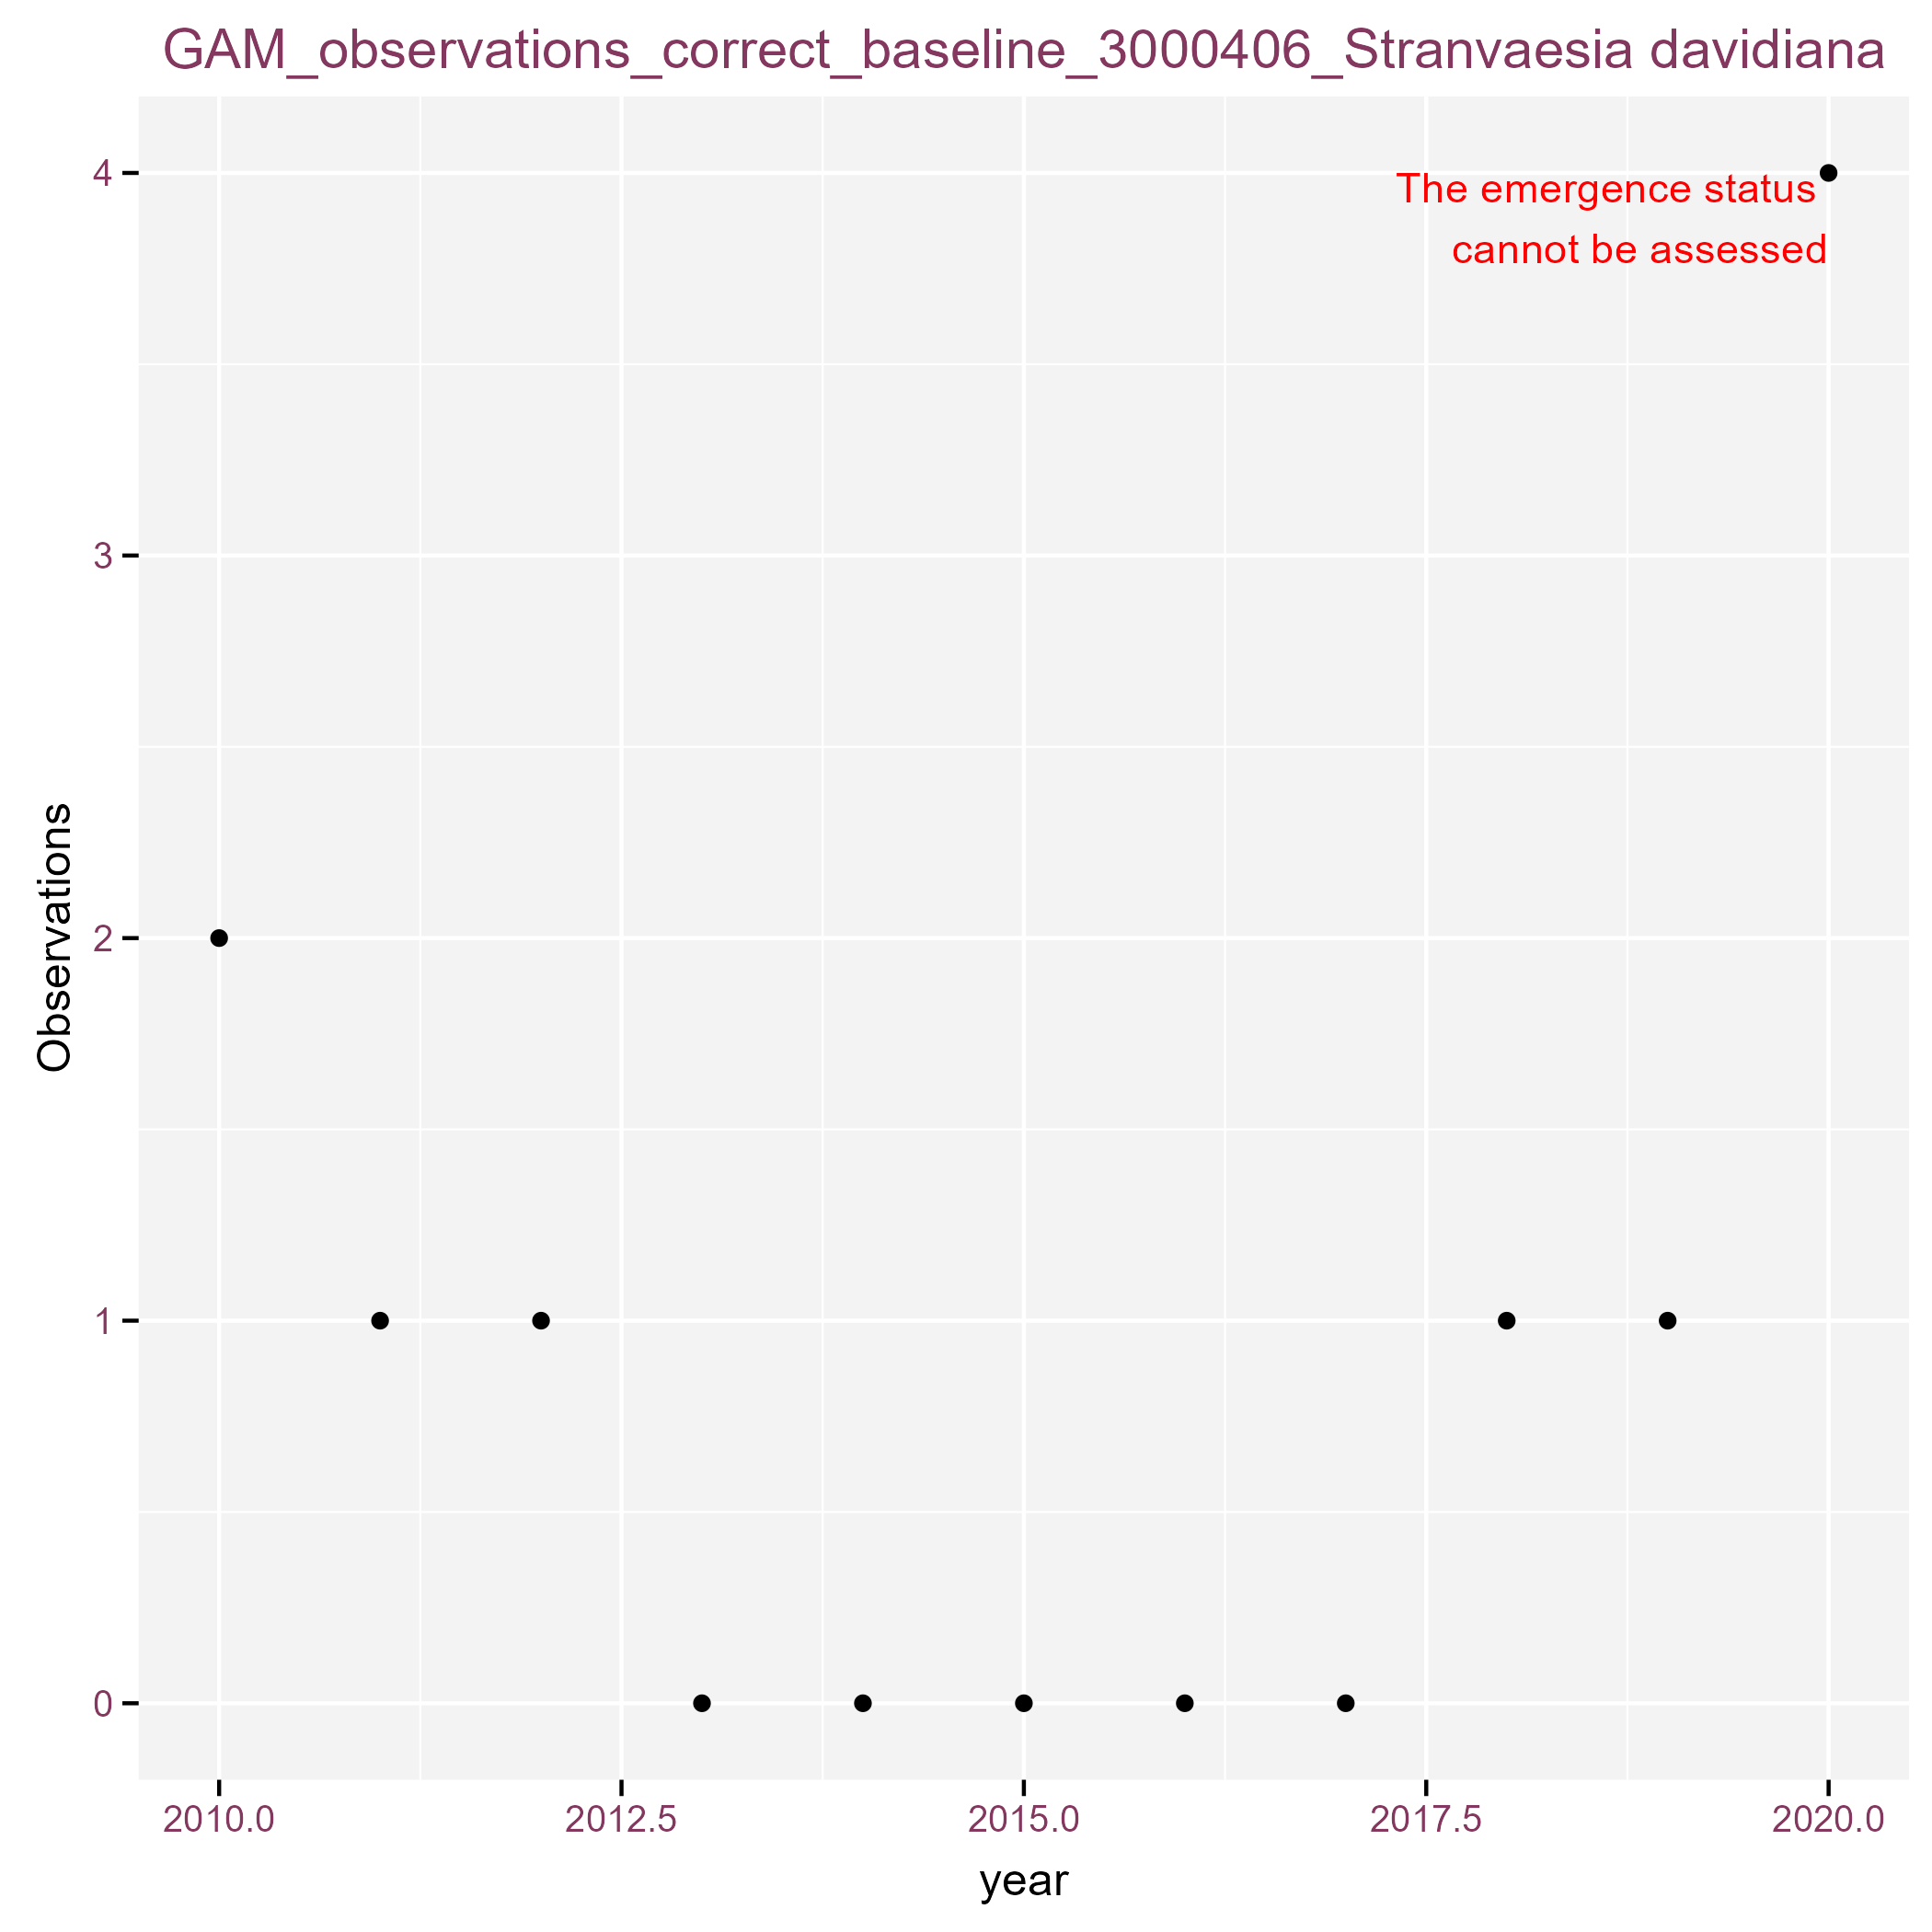 GAM_observations_correct_baseline_3000406_Stranvaesia davidiana
The emergence status
cannot be assessed
Observations
4
3
2
1
0
2010.0
2012.5
2015.0
2017.5
2020.0
year